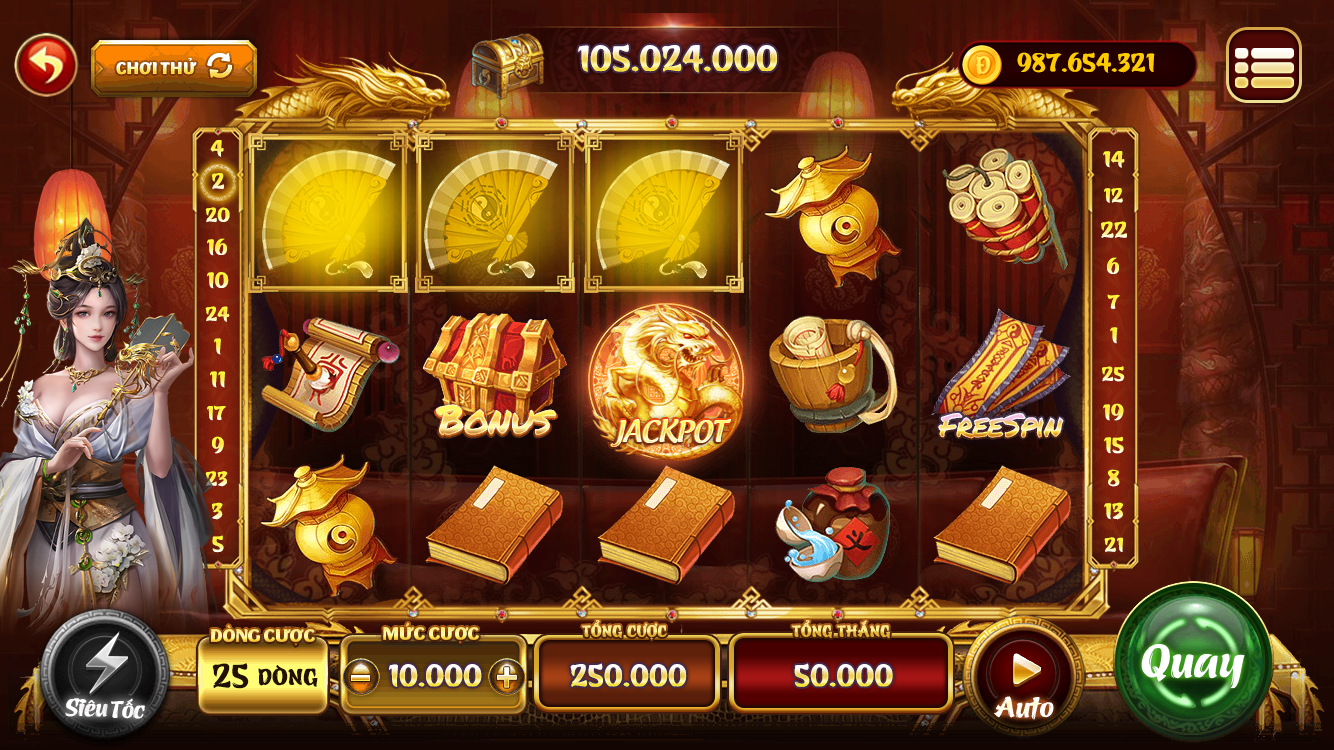 CHƠI THỬ
105.024.000
987.654.321
4
2
20
16
10
24
1
11
17
9
23
3
5
14
12
22
6
7
1
25
19
15
8
13
21
BONUS
JACKPOT
FREESPIN
DÒNG CƯỢC
25 DÒNG
MỨC CƯỢC
10.000
TỔNG CƯỢC
250.000
TỔNG THẮNG
50.000
Siêu Tốc
Auto
Quay